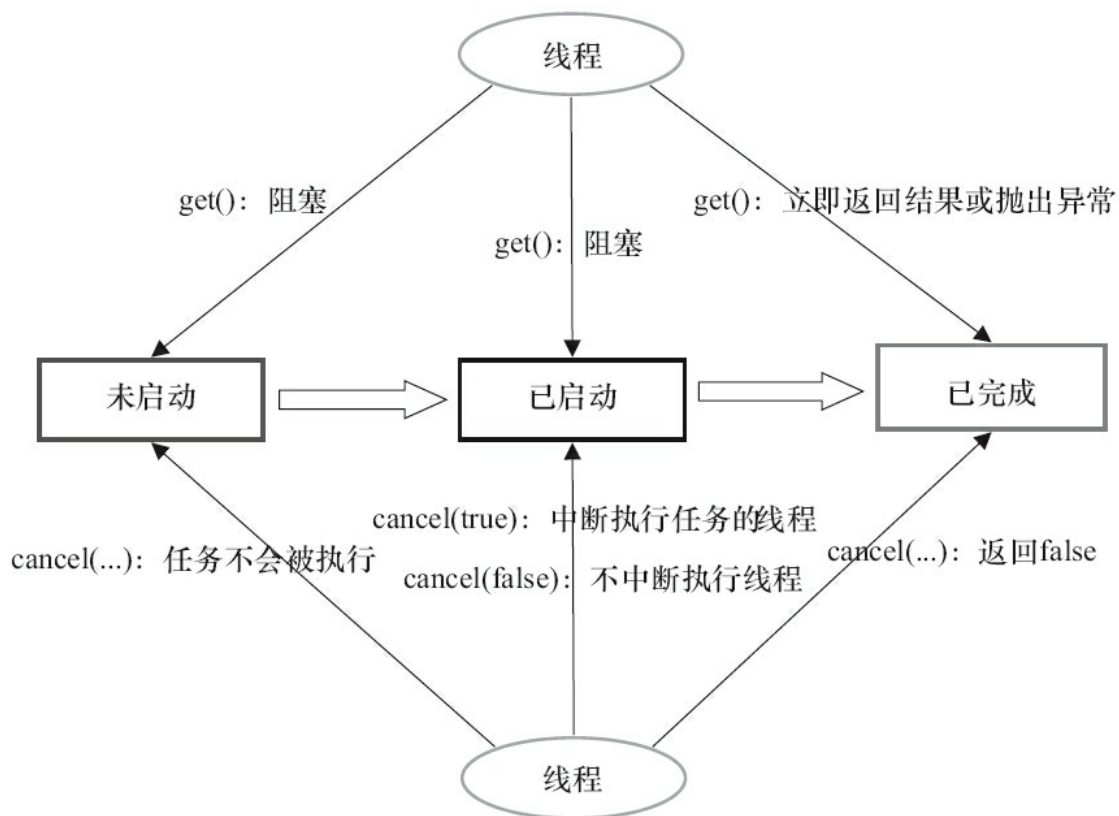 线程
get()：阻塞
get()：立即返回结果或抛出异常
get()：阻塞
未启动
已启动
已完成
cancel(true)：中断执行任务的线程
cancel(...)：任务不会被执行
cancel(...)：返回false
cancel(false)：不中断执行线程
线程